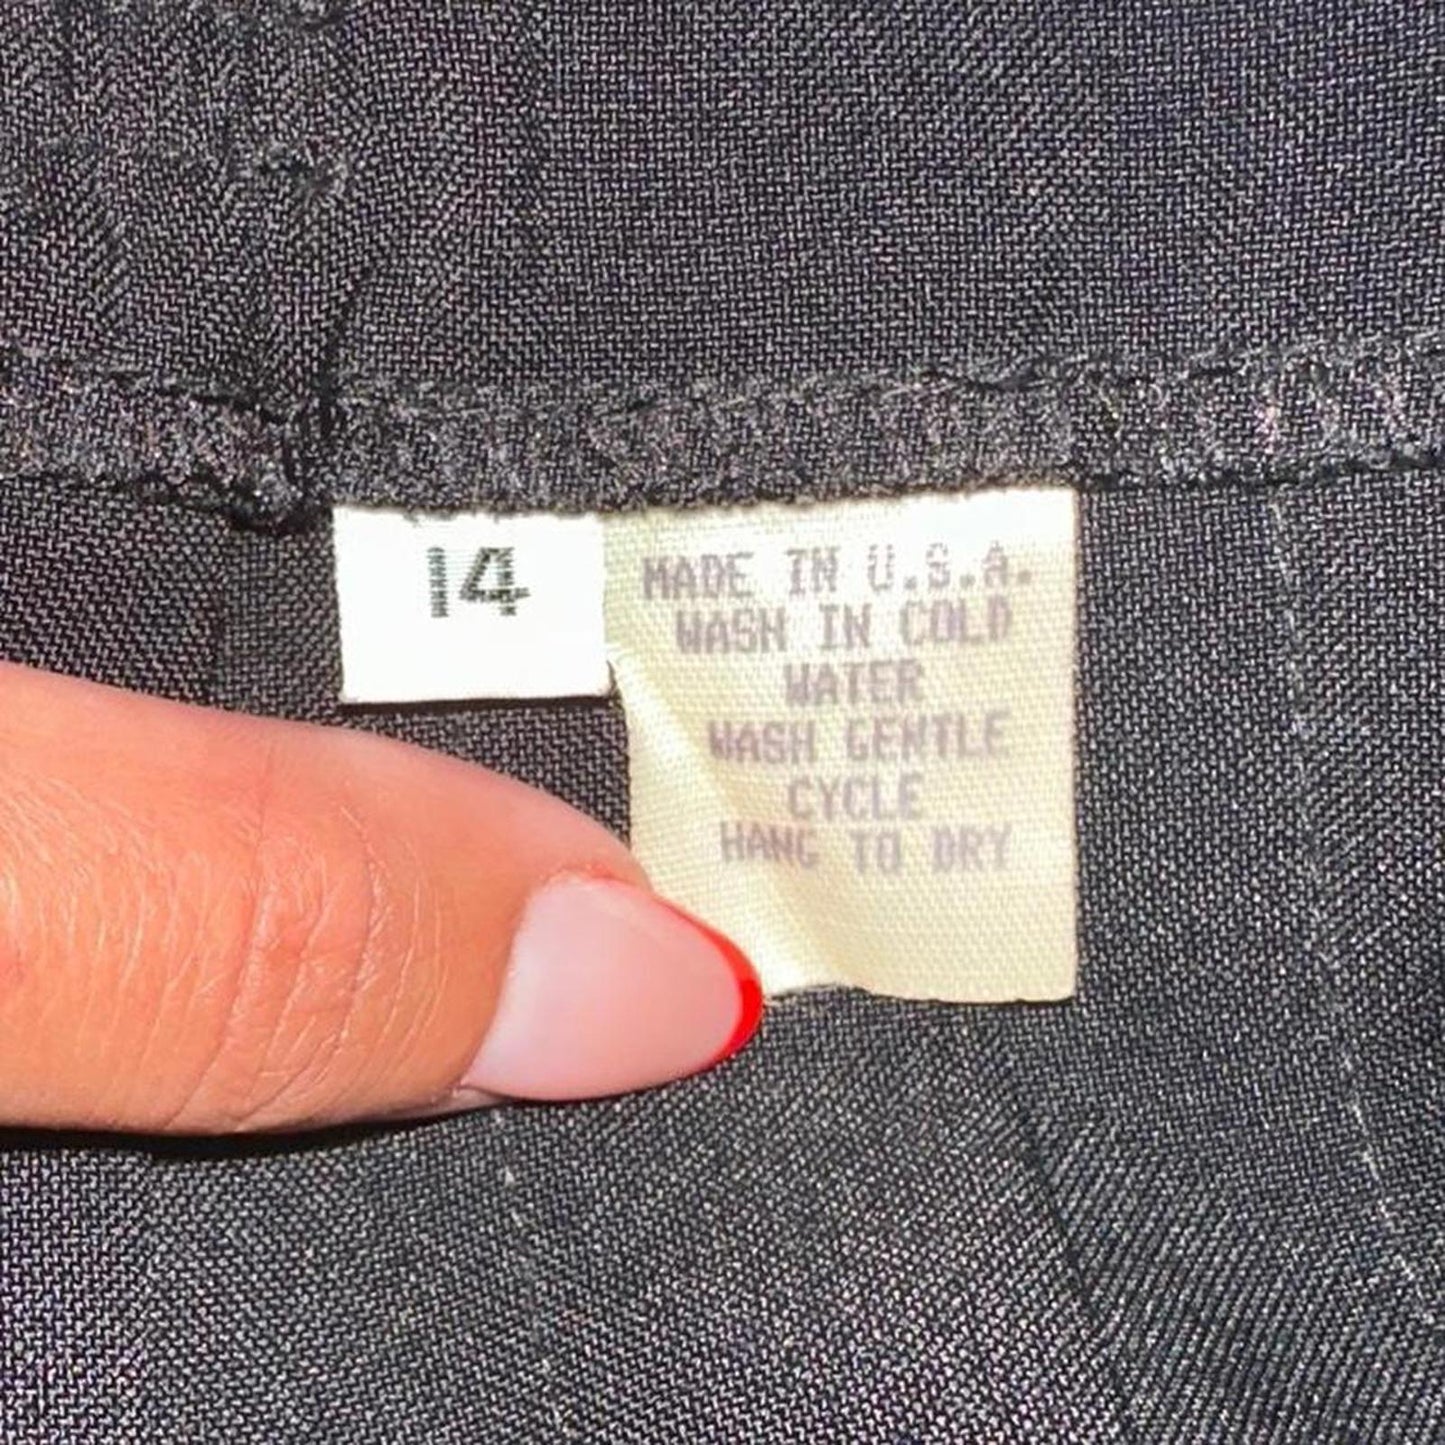 14
MADE IN U.S.A.
WASH IN COLD
WATER
WASH GENTLE
CYCLE
HANG TO DRY